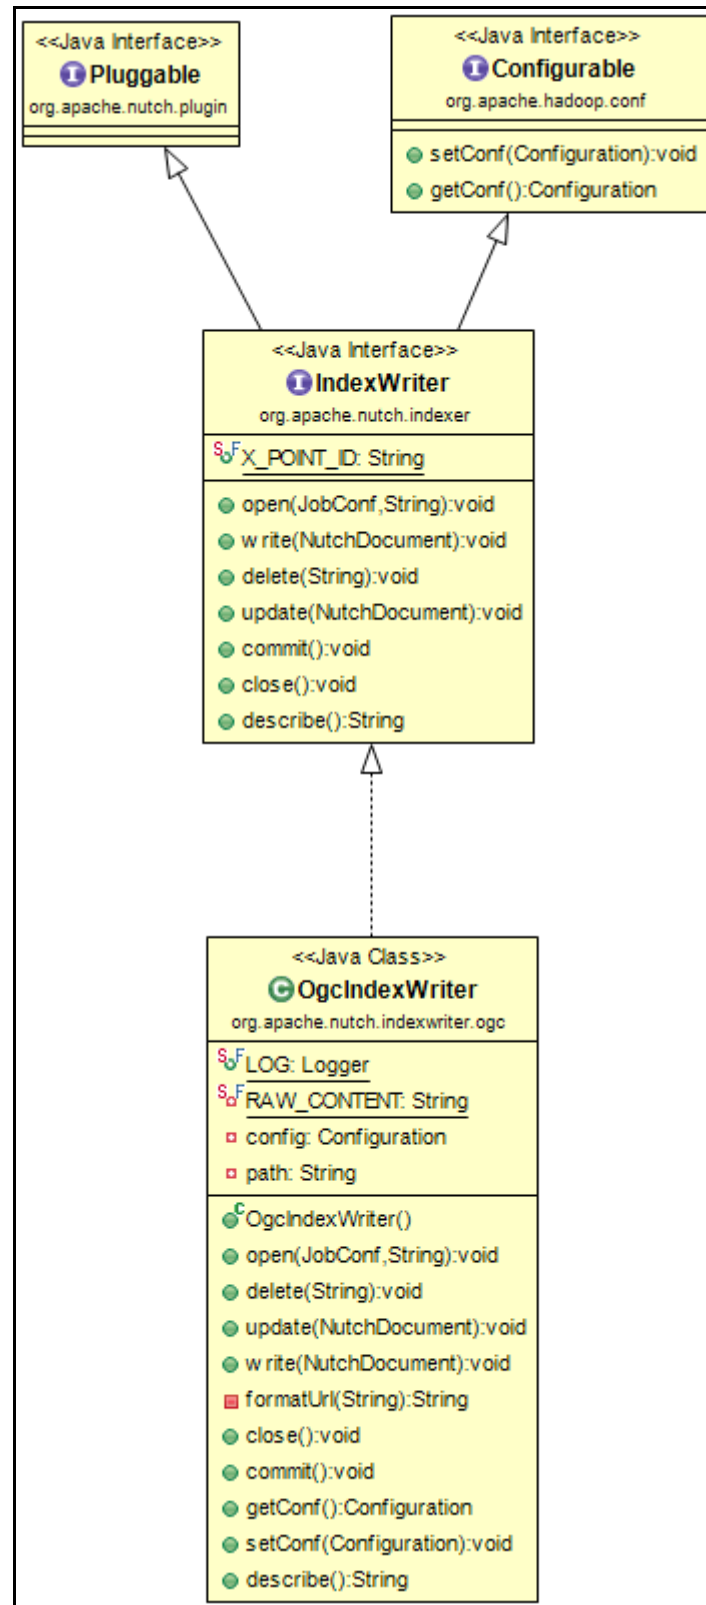 <<Java Interface>>
Pluggable
org.apache.nutch.plugin
<<Java Interface>>
Configurable
org.apache.hadoop.conf
setConf(Configuration):void
getConf():Configuration
<<Java Interface>>
IndexWriter
org.apache.nutch.indexer
X_POINT_ID: String
open(JobConf,String):void
write(NutchDocument):void
delete(String):void
update(NutchDocument):void
commit():void
close():void
describe():String
<<Java Class>>
OgcIndexWriter
org.apache.nutch.indexwriter.ogc
LOG: Logger
RAW_CONTENT: String
config: Configuration
path: String
OgcIndexWriter()
open(JobConf,String):void
delete(String):void
update(NutchDocument):void
write(NutchDocument):void
formatUrl(String):String
close():void
commit():void
getConf():Configuration
setConf(Configuration):void
describe():String